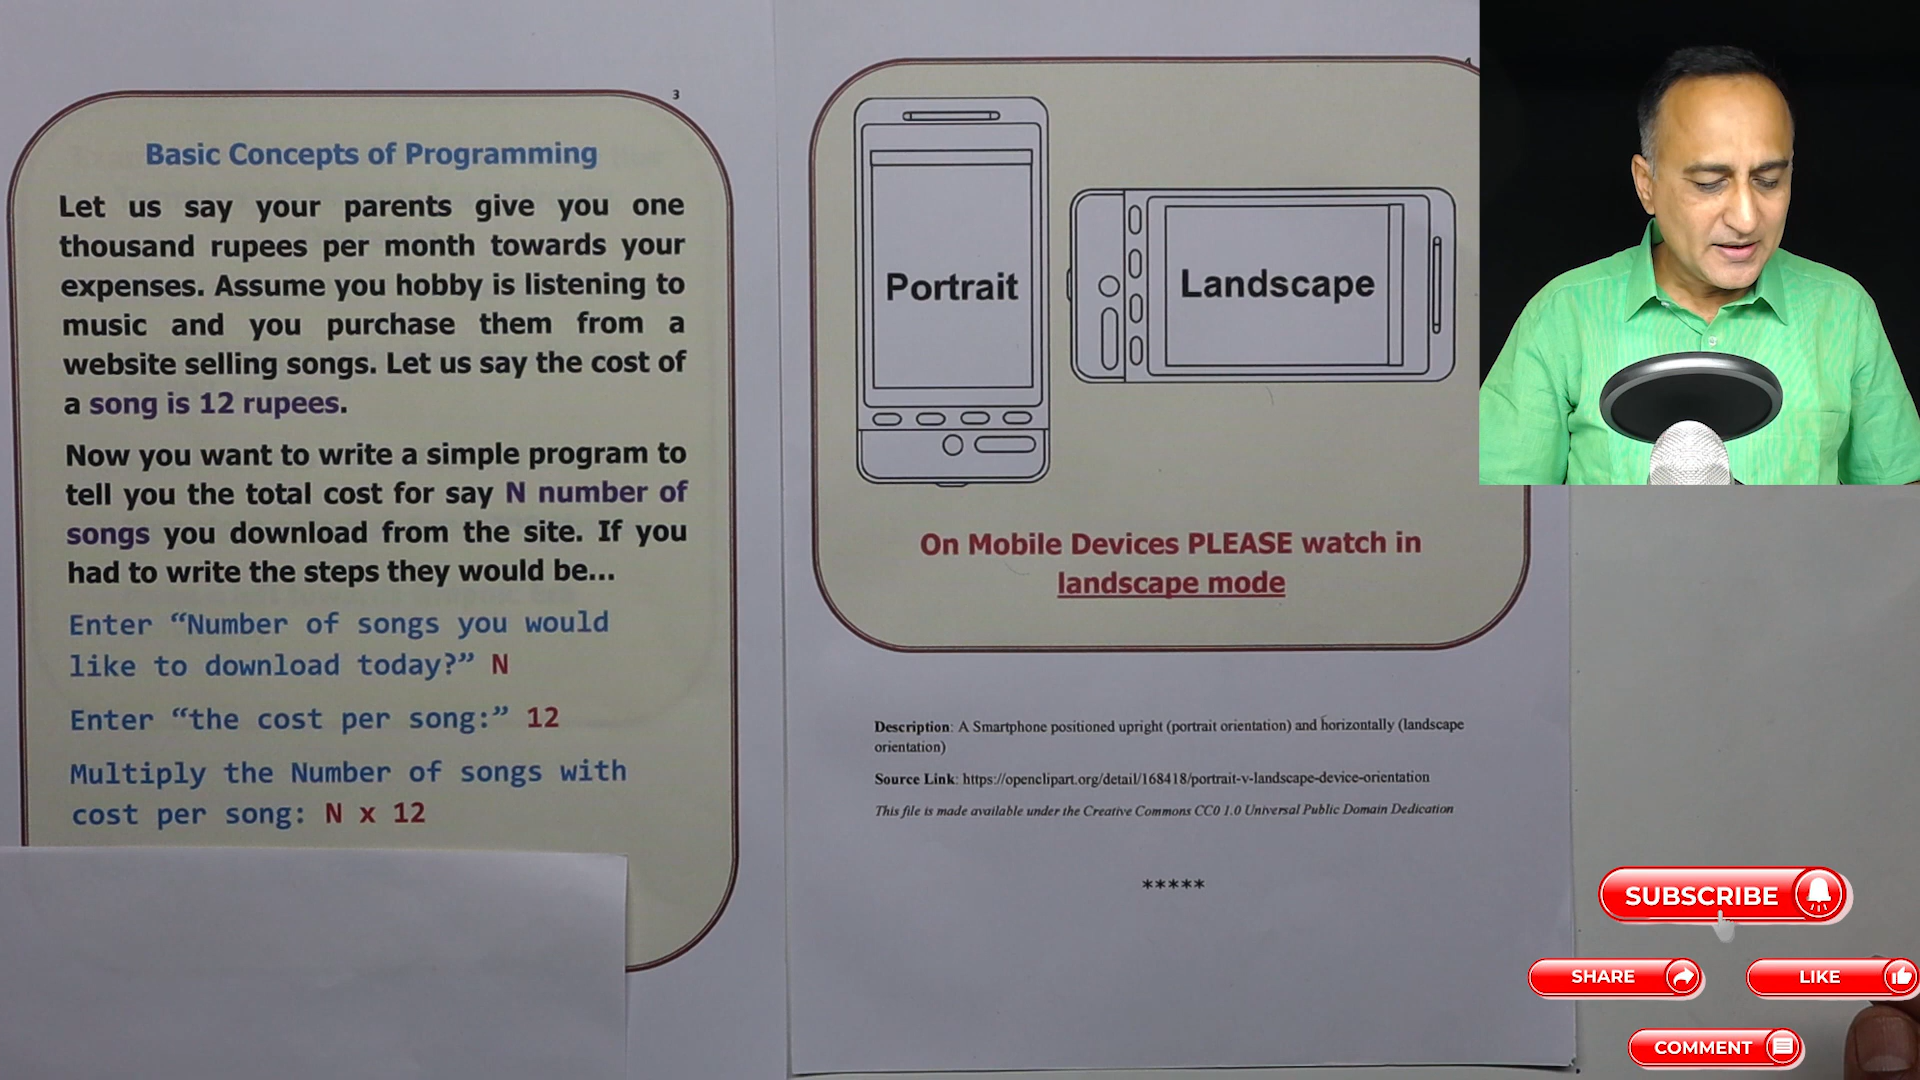 3
Basic Concepts of Programming
Let us say your parents give you one
thousand rupees per month towards your
expenses. Assume you hobby is listening to
music and you purchase them from a
website selling songs. Let us say the cost of
a song is 12 rupees.
Now you want to write a simple program to
tell you the total cost for say N number of
songs you download from the site. If you
had to write the steps they would be...
Enter “Number of songs you would
like to download today?” N
Enter “the cost per song:” 12
Multiply the Number of songs with
cost per song: N x 12
Portrait
Landscape
On Mobile Devices PLEASE watch in
landscape mode
Description: A Smartphone positioned upright (portrait orientation) and horizontally (landscape
orientation)
Source Link: https://openclipart.org/detail/168418/portrait-v-landscape-device-orientation
This file is made available under the Creative Commons CC0 1.0 Universal Public Domain Dedication
*****
SUBSCRIBE
SHARE
LIKE
COMMENT